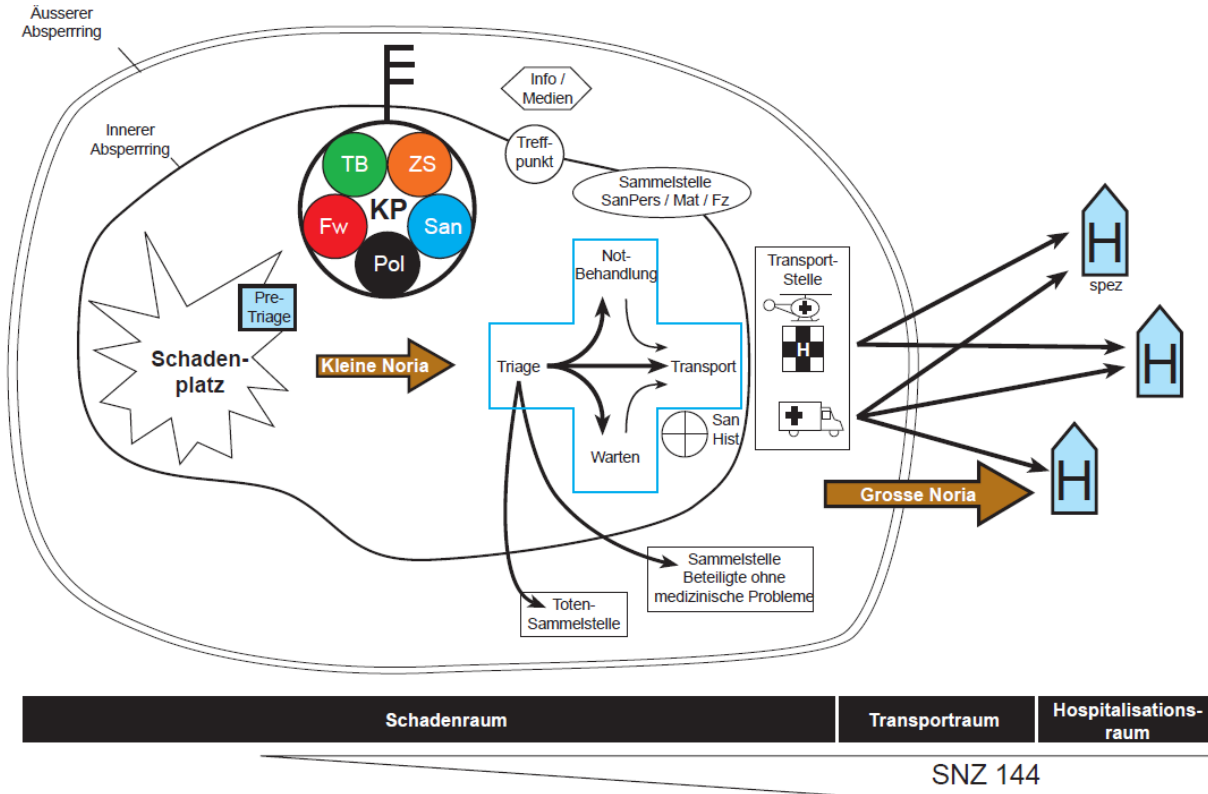 Äusserer
Absperrring
Innerer
Absperrring
Info /
Medien
Treff-
punkt
TB
ZS
Fw
KP
San
Pol
Sammelstelle
SanPers / Mat / Fz
Pre-
Triage
Schaden-
platz
Kleine Noria
Not-
Behandlung
Triage
Transport
Warten
San
Hist
Transport-
Stelle
H
H
spez
H
H
Grosse Noria
Sammelstelle
Beteiligte ohne
medizinische Probleme
Toten-
Sammelstelle
Schadenraum
Transportraum
Hospitalisations-
raum
SNZ 144